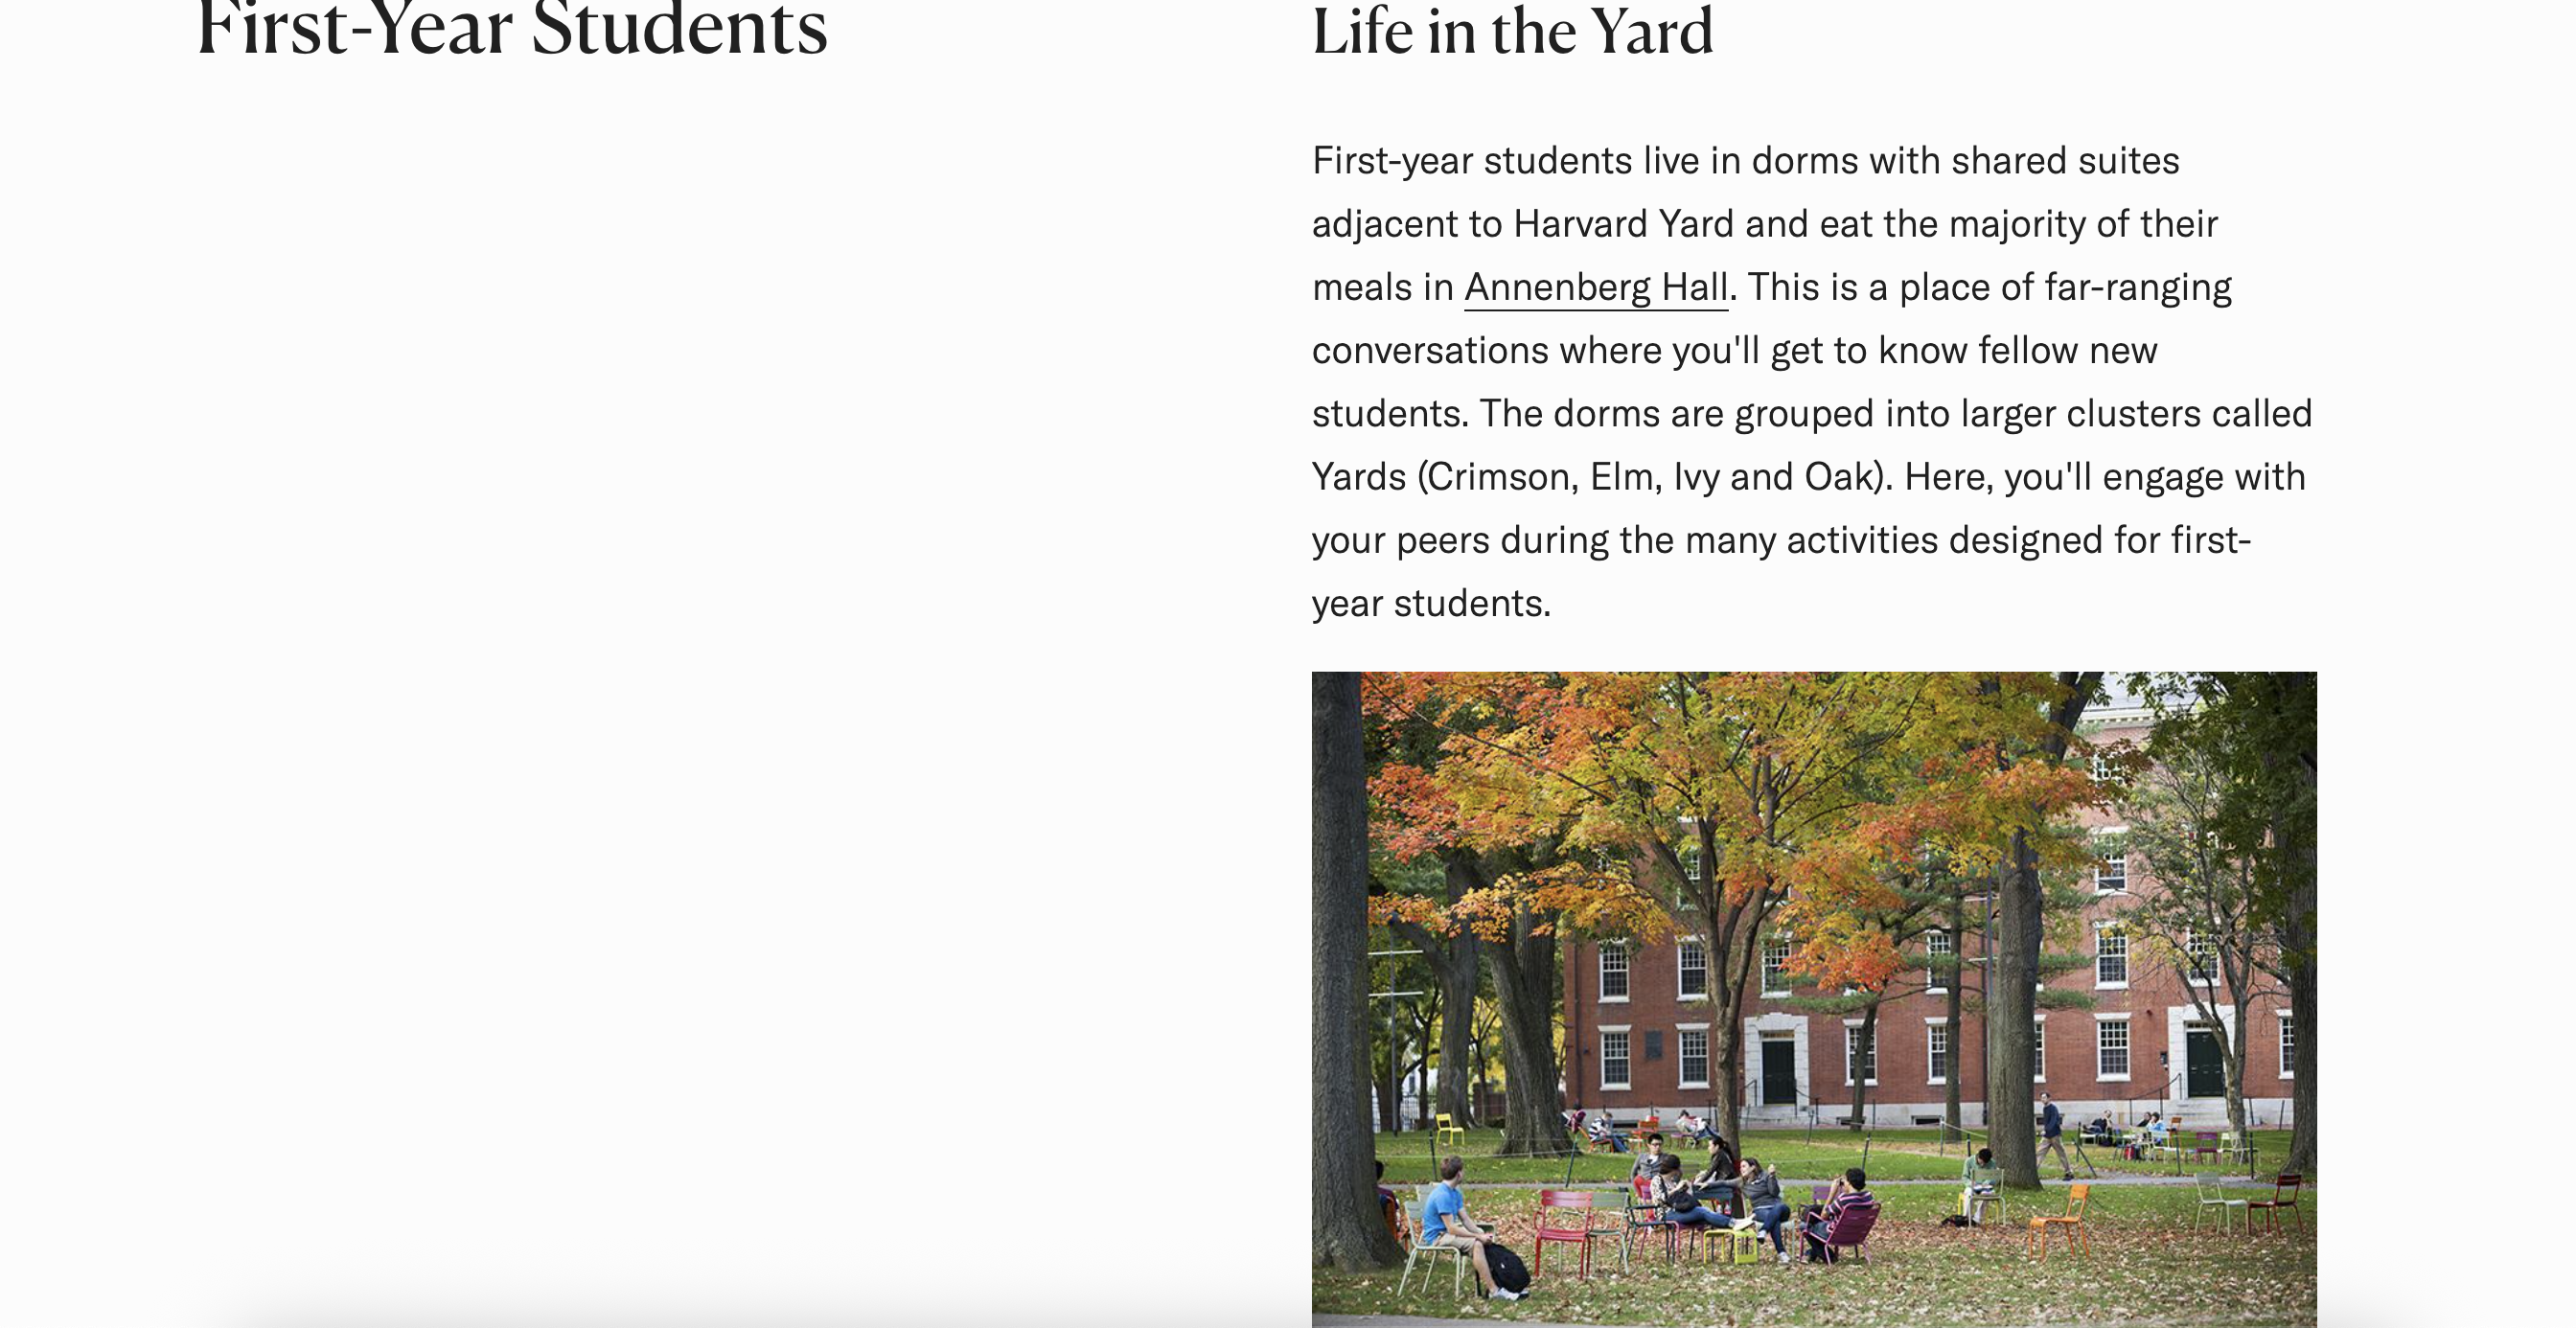 First-Year Students
Life in the Yard
First-year students live in dorms with shared suites
adjacent to Harvard Yard and eat the majority of their
meals in Annenberg Hall. This is a place of far-ranging
conversations where you'll get to know fellow new
students. The dorms are grouped into larger clusters called
Yards (Crimson, Elm, Ivy and Oak). Here, you'll engage with
your peers during the many activities designed for first-
year students.